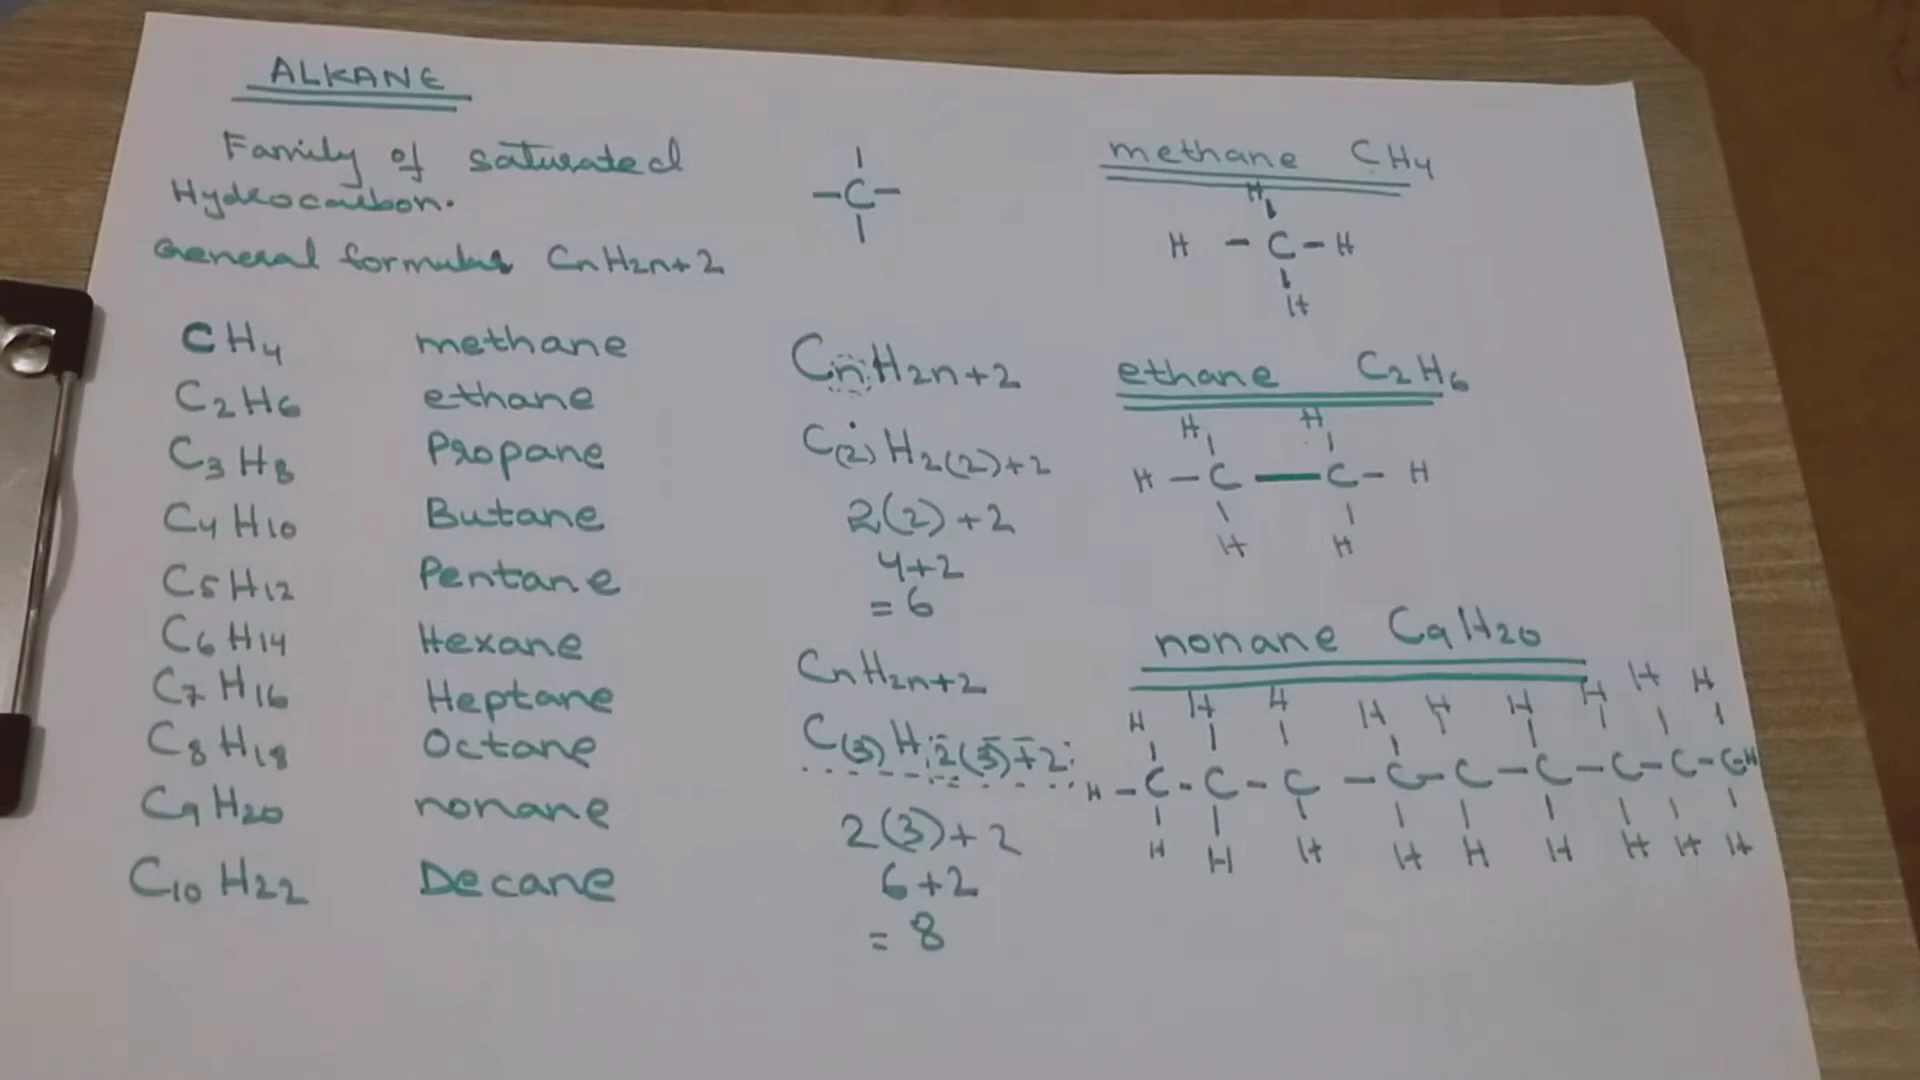 ALKANE
Family of saturated
Hydrocarbon.
General formular CnH2n+2
CH4 methane
C2H6 ethane
C3H8 Propane
C4H10 Butane
C5H12 Pentane
C6H14 Hexane
C7H16 Heptane
C8H18 Octane
C9H20 nonane
C10H22 Decane
-C-
CnH2n+2
C(2)H2(2)+2
2(2)+2
4+2
=6
CnH2n+2
C(3)H2(3)+2
2(3)+2
6+2
= 8
methane CH4
H
H - C - H
H
ethane C2H6
H H
H - C - C - H
H H
nonane C9H20
H H H H H H H H H
H - C - C - C - C - C - C - C - C - C H
H H H H H H H H H